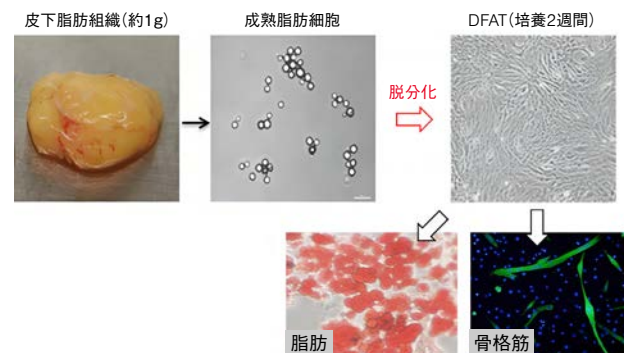 皮下脂肪組織（約1g）
成熟脂肪細胞
DFAT（培養2週間）
脱分化
脂肪
骨格筋